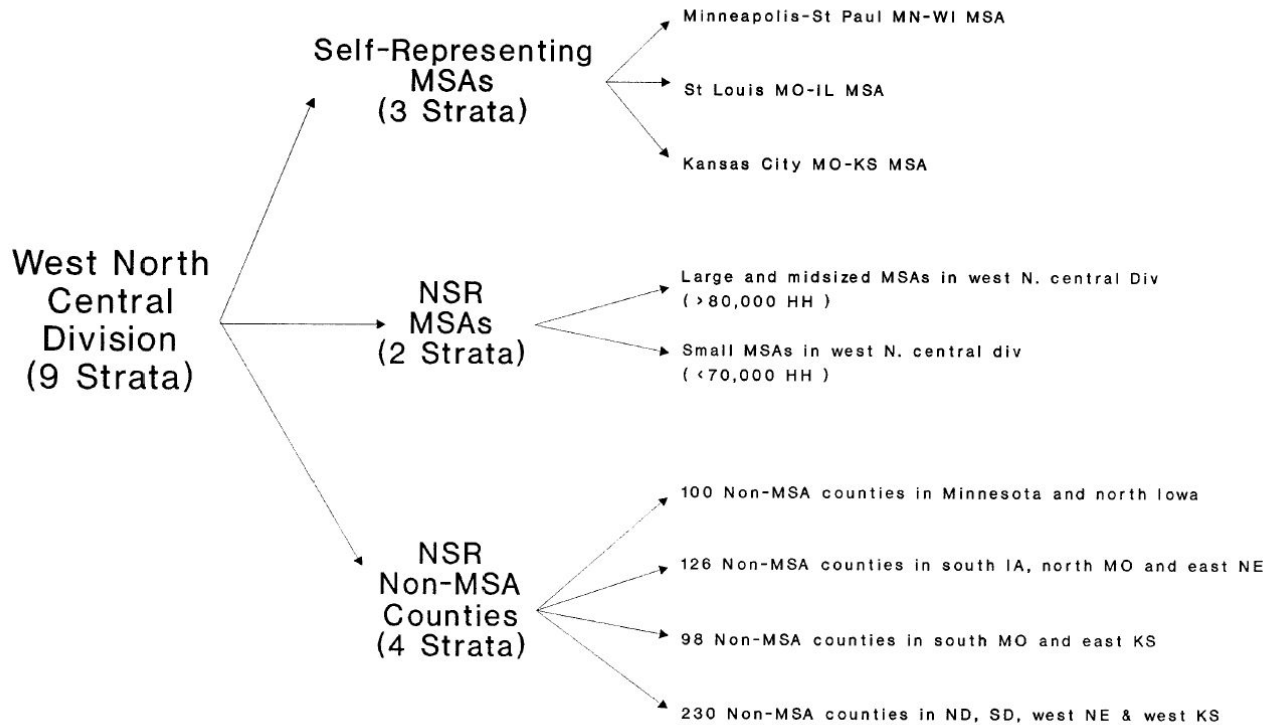 West North
Central
Division
(9 Strata)
Self-Representing
MSAs
(3 Strata)
Minneapolis-St Paul MN-WI MSA
St Louis MO-IL MSA
Kansas City MO-KS MSA
NSR
MSAs
(2 Strata)
Large and midsized MSAs in west N. central Div
( >80,000 HH )
Small MSAs in west N. central div
( <70,000 HH )
NSR
Non-MSA
Counties
(4 Strata)
100 Non-MSA counties in Minnesota and north Iowa
126 Non-MSA counties in south IA, north MO and east NE
98 Non-MSA counties in south MO and east KS
230 Non-MSA counties in ND, SD, west NE & west KS